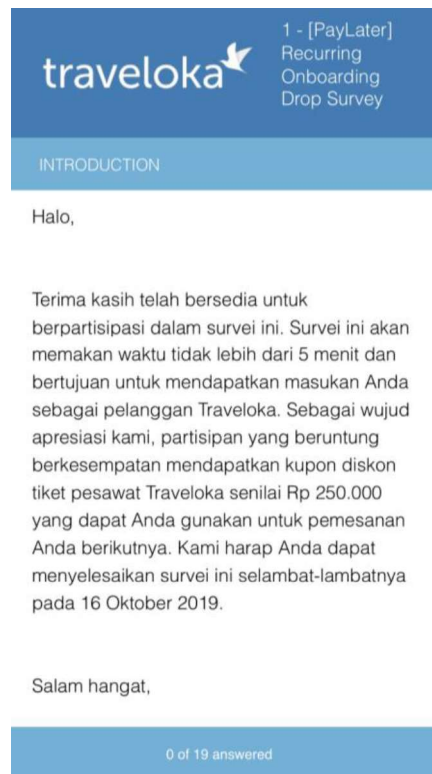 traveloka
1 - [PayLater]
Recurring
Onboarding
Drop Survey
INTRODUCTION
Halo,
Terima kasih telah bersedia untuk
berpartisipasi dalam survei ini. Survei ini akan
memakan waktu tidak lebih dari 5 menit dan
bertujuan untuk mendapatkan masukan Anda
sebagai pelanggan Traveloka. Sebagai wujud
apresiasi kami, partisipan yang beruntung
berkesempatan mendapatkan kupon diskon
tiket pesawat Traveloka senilai Rp 250.000
yang dapat Anda gunakan untuk pemesanan
Anda berikutnya. Kami harap Anda dapat
menyelesaikan survei ini selambat-lambatnya
pada 16 Oktober 2019.
Salam hangat,
0 of 19 answered